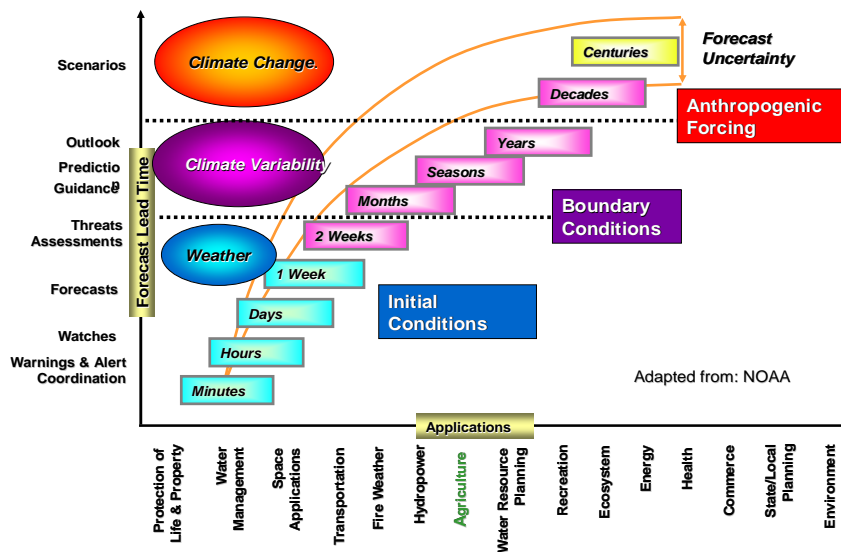 Scenarios
Outlook
Predictio
n
Guidance
Threats
Assessments
Forecasts
Watches
Warnings & Alert
Coordination
Forecast Lead Time
Climate Change.
Climate Variability
Weather
Centuries
Decades
Years
Seasons
Months
2 Weeks
1 Week
Days
Hours
Minutes
Forecast
Uncertainty
Anthropogenic
Forcing
Boundary
Conditions
Initial
Conditions
Adapted from: NOAA
Applications
Protection of
Life & Property
Water
Management
Space
Applications
Transportation
Fire Weather
Hydropower
Agriculture
Water Resource
Planning
Recreation
Ecosystem
Energy
Health
Commerce
State/Local
Planning
Environment